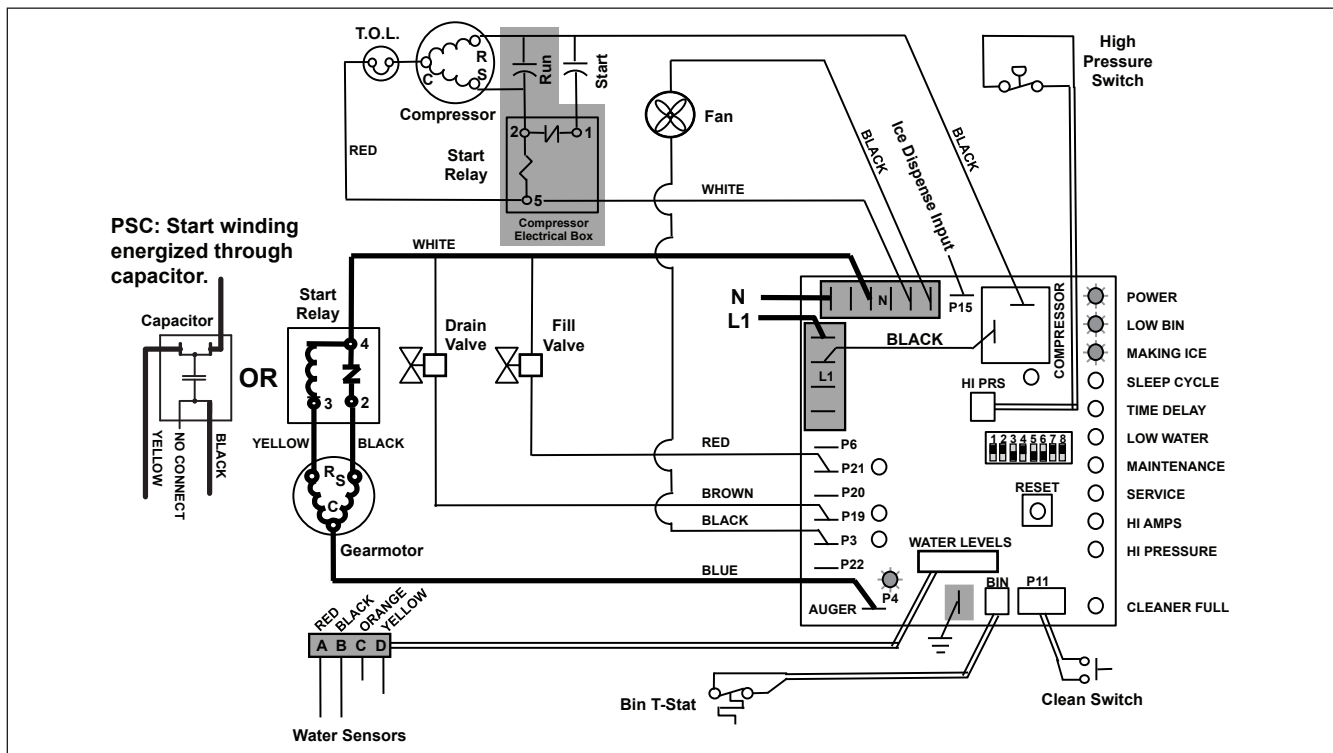 T.O.L.
R
S
C
Compressor
Run
Start
Fan
High
Pressure
Switch
RED
2
1
Start
Relay
5
Compressor
Electrical Box
WHITE
BLACK
Ice Dispense Input
BLACK
PSC: Start winding
energized through
capacitor.
WHITE
Capacitor
OR
Start
Relay
4
3
2
YELLOW
NO CONNECT
BLACK
YELLOW
BLACK
R
S
C
Gearmotor
Drain
Valve
Fill
Valve
N
L1
N
P15
L1
BLACK
COMPRESSOR
HI PRS
1 2 3 4 5 6 7 8
RESET
POWER
LOW BIN
MAKING ICE
SLEEP CYCLE
TIME DELAY
LOW WATER
MAINTENANCE
SERVICE
HI AMPS
HI PRESSURE
CLEANER FULL
RED
BROWN
BLACK
BLUE
P6
P21
P20
P19
P3
P22
P4
AUGER
WATER LEVELS
BIN
P11
RED
BLACK
ORANGE
YELLOW
A B C D
Water Sensors
Bin T-Stat
Clean Switch